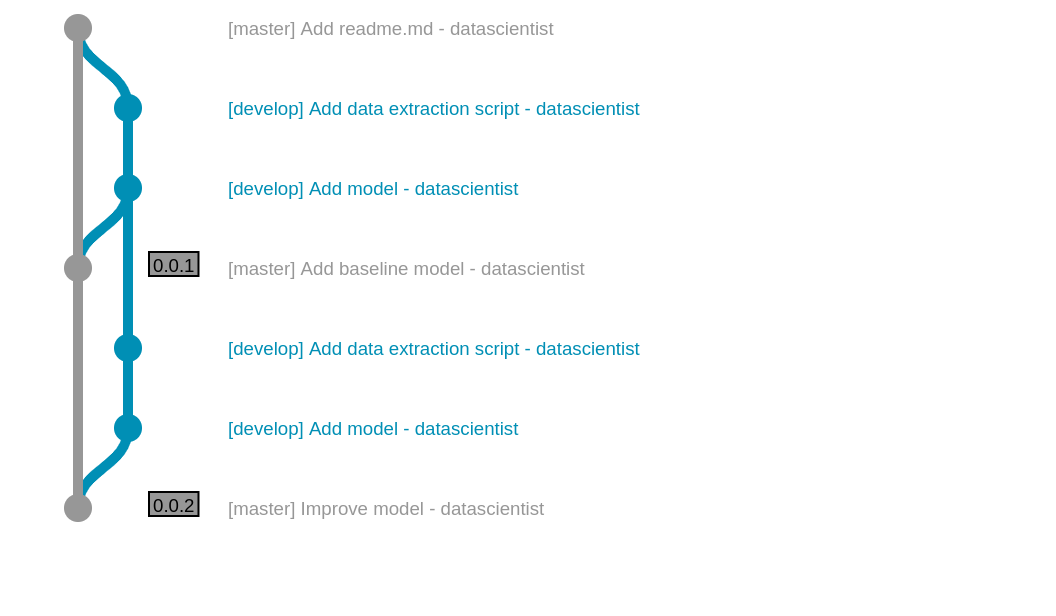 [master] Add readme.md - datascientist
[develop] Add data extraction script - datascientist
[develop] Add model - datascientist
0.0.1 [master] Add baseline model - datascientist
[develop] Add data extraction script - datascientist
[develop] Add model - datascientist
0.0.2 [master] Improve model - datascientist